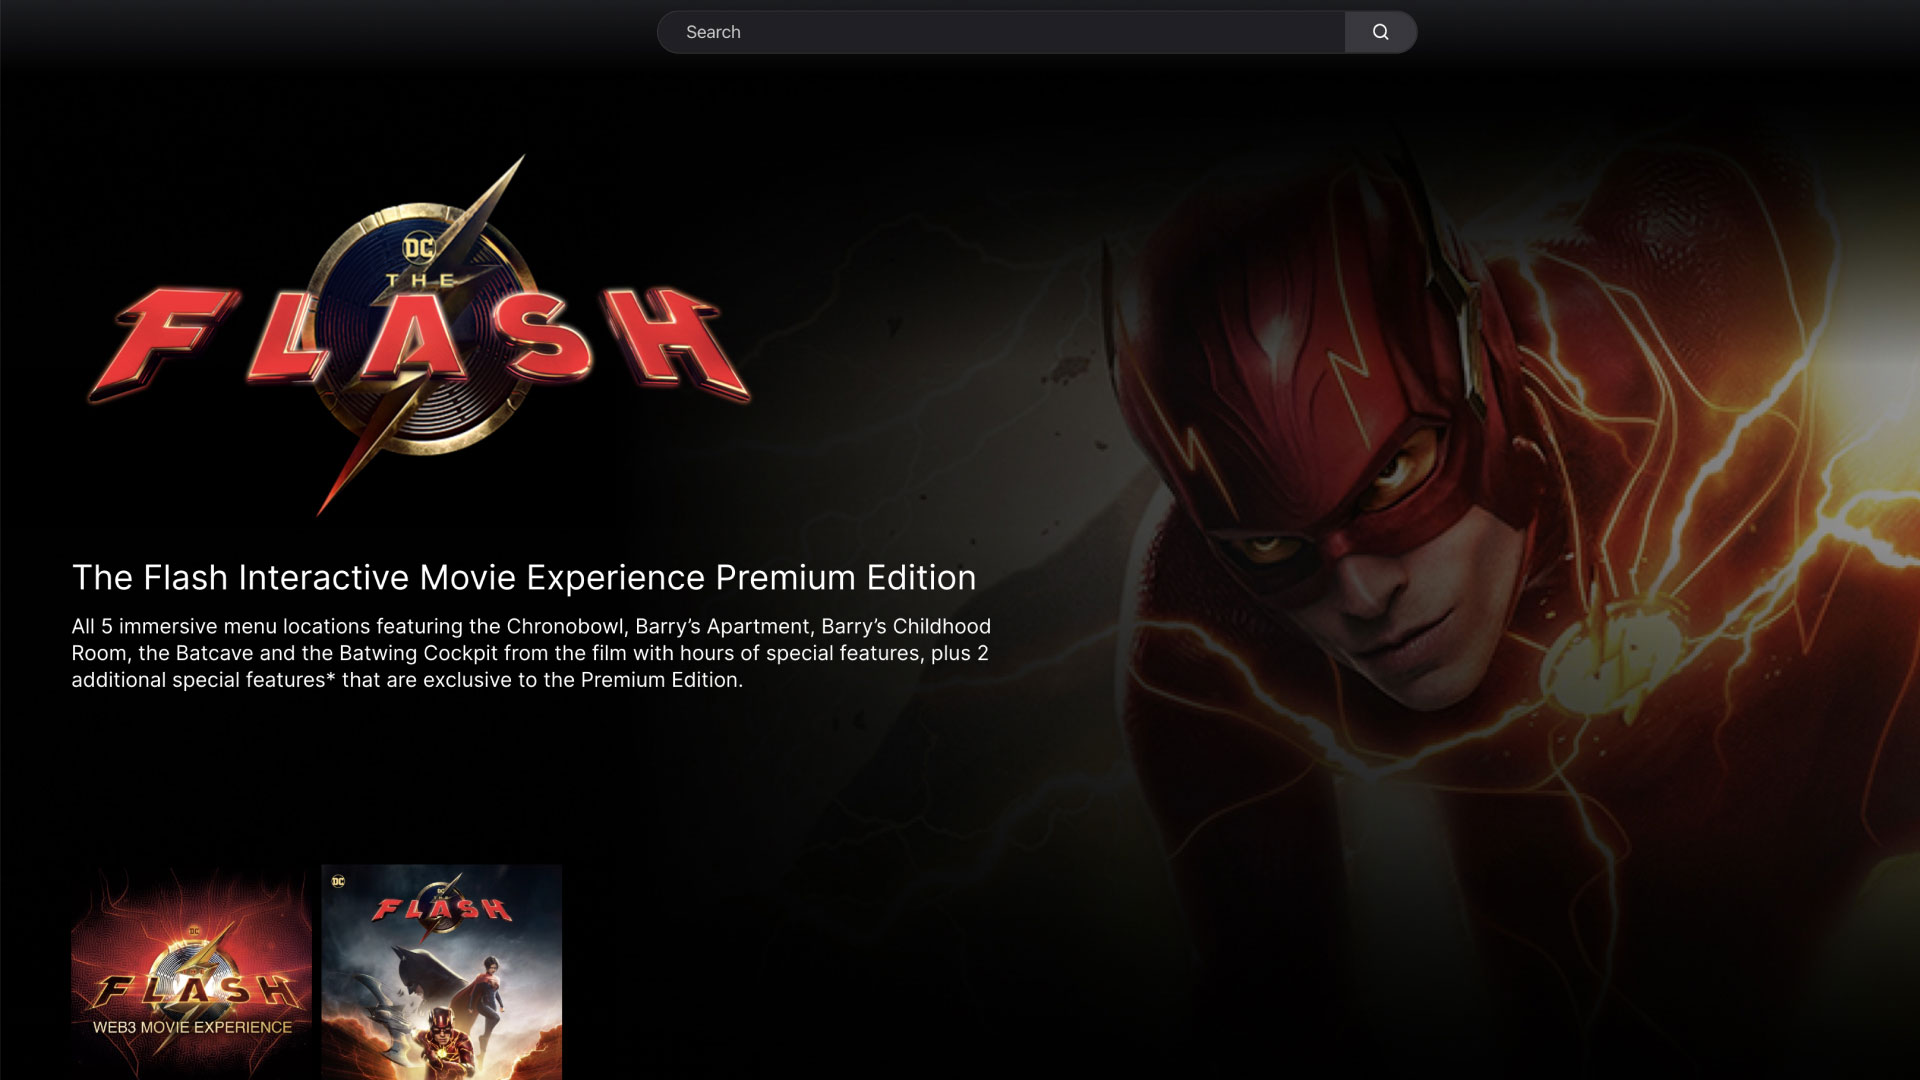 Search
DC
THE
FLASH
The Flash Interactive Movie Experience Premium Edition
All 5 immersive menu locations featuring the Chronobowl, Barry’s Apartment, Barry’s Childhood
Room, the Batcave and the Batwing Cockpit from the film with hours of special features, plus 2
additional special features* that are exclusive to the Premium Edition.
DC
FLASH
WEB3 MOVIE EXPERIENCE
DC
DC
THE
FLASH